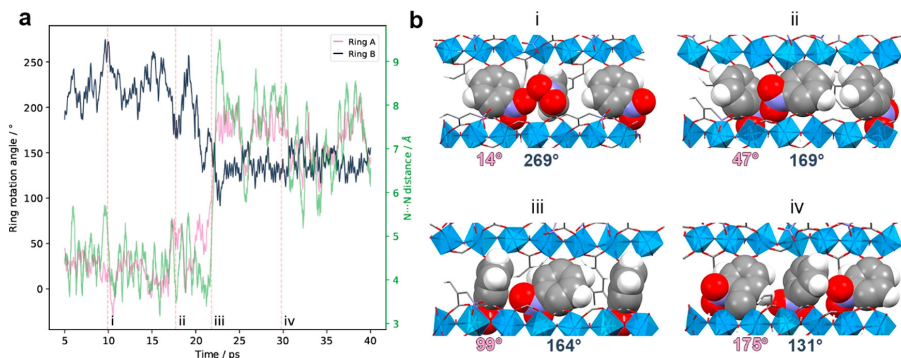 a
Ring A
Ring B
Ring rotation angle / °
250
200
150
100
50
0
9
8
7
6
5
4
3
N···N distance / Å
i
ii
iii
iv
5
10
15
20
25
30
35
40
Time / ps
b
i
ii
14° 269°
47° 169°
iii
iv
99° 164°
175° 131°